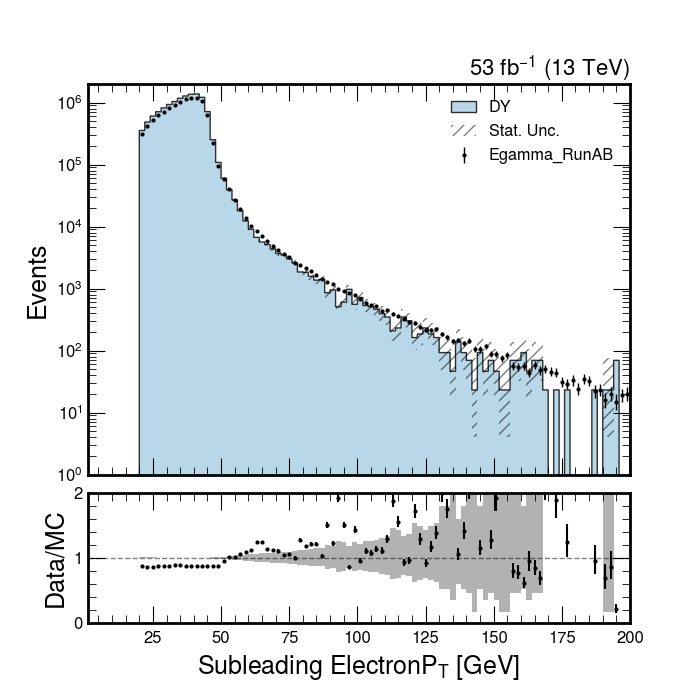 53 fb⁻¹ (13 TeV)
DY
Stat. Unc.
Egamma_RunAB
Events
10⁶
10⁵
10⁴
10³
10²
10¹
10⁰
Data/MC
2
1
0
25 50 75 100 125 150 175 200
Subleading ElectronP_T [GeV]